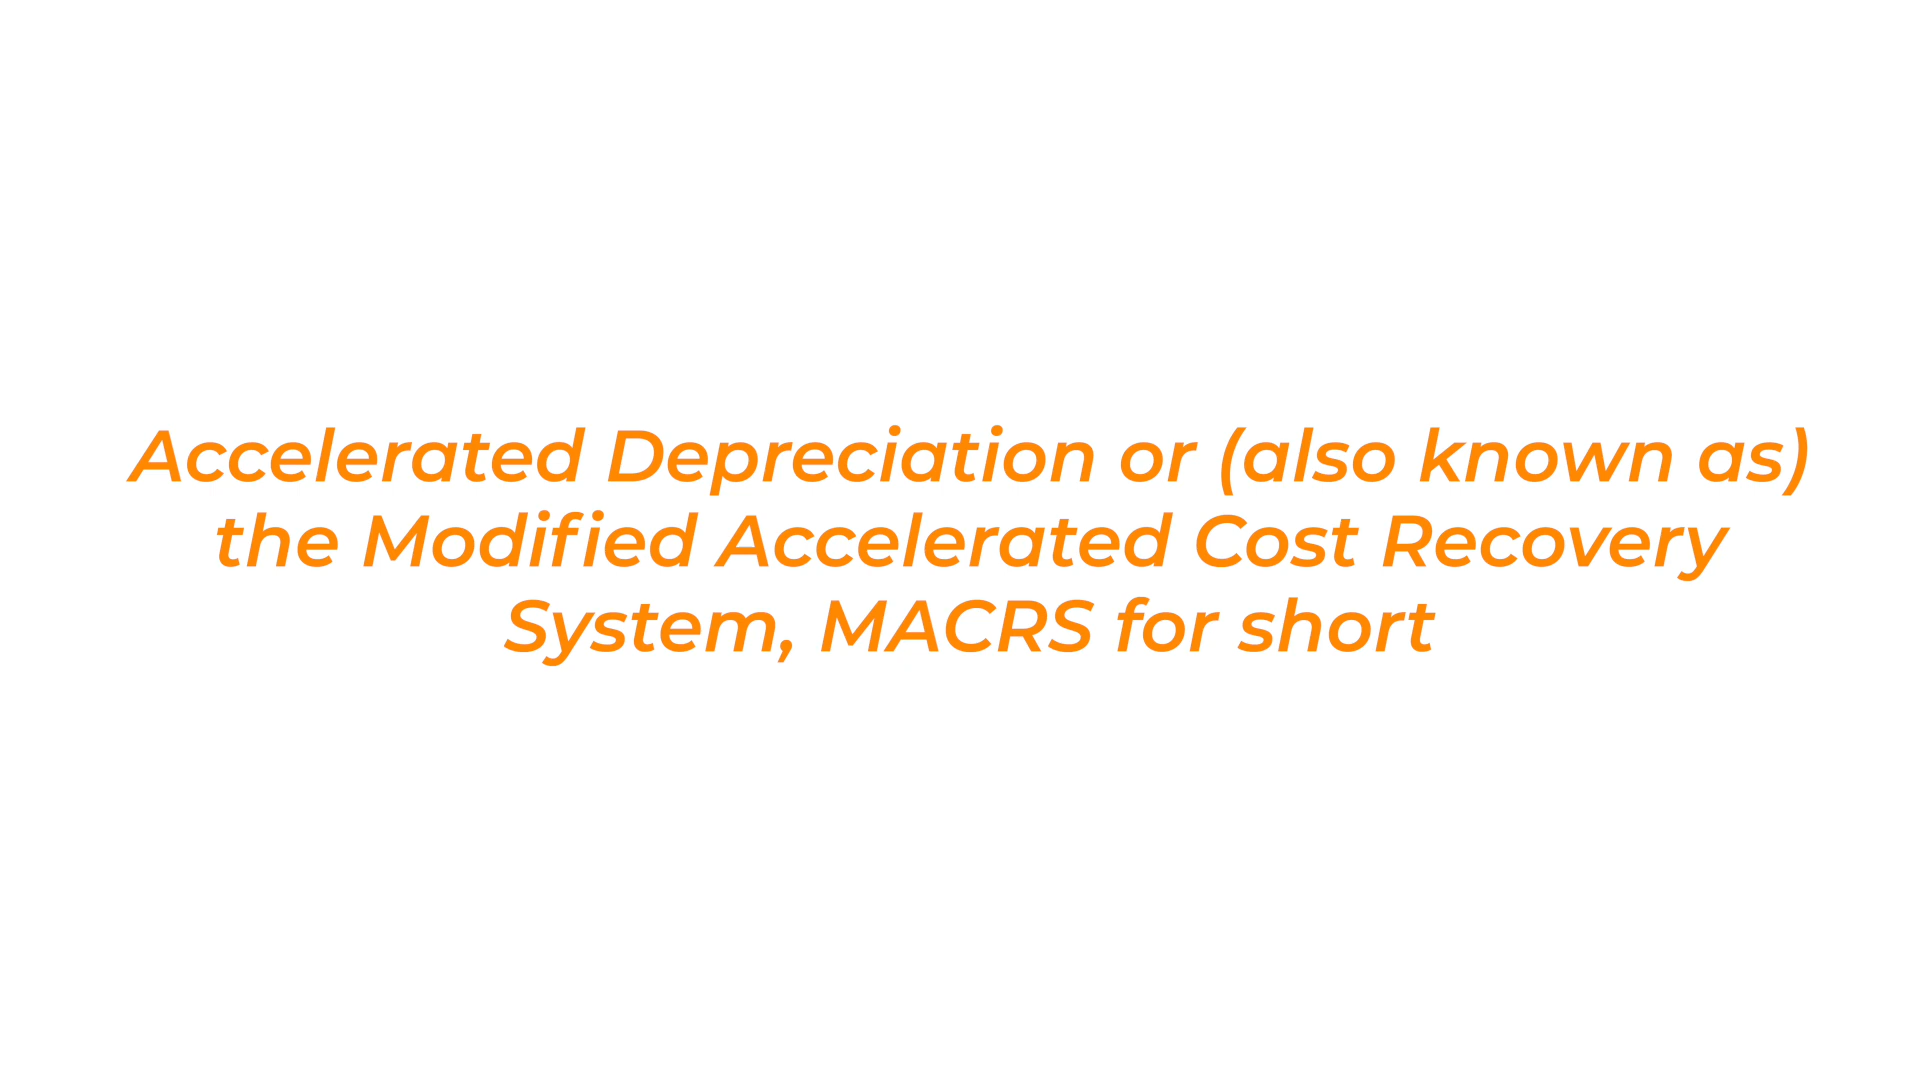 Accelerated Depreciation or (also known as)
the Modified Accelerated Cost Recovery
System, MACRS for short